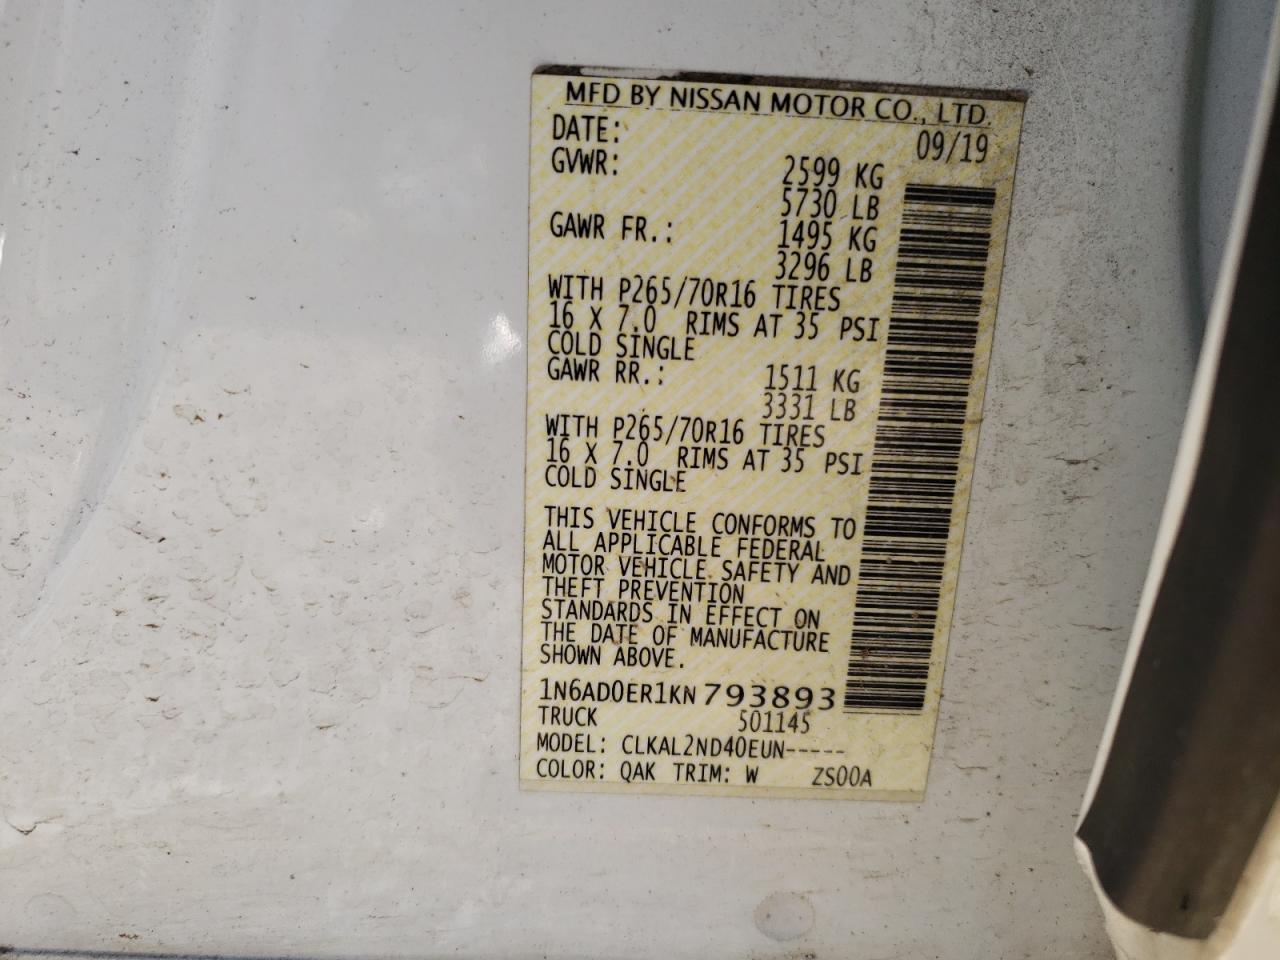 MFD BY NISSAN MOTOR CO., LTD.
DATE: 09/19
GVWR: 2599 KG
5730 LB
GAWR FR.: 1495 KG
3296 LB
WITH P265/70R16 TIRES
16 X 7.0 RIMS AT 35 PSI
COLD SINGLE
GAWR RR.: 1511 KG
3331 LB
WITH P265/70R16 TIRES
16 X 7.0 RIMS AT 35 PSI
COLD SINGLE
THIS VEHICLE CONFORMS TO
ALL APPLICABLE FEDERAL
MOTOR VEHICLE SAFETY AND
THEFT PREVENTION
STANDARDS IN EFFECT ON
THE DATE OF MANUFACTURE
SHOWN ABOVE.
1N6AD0ER1KN793893
TRUCK 501145
MODEL: CLKAL2ND40EUN-----
COLOR: QAK TRIM: W ZS00A